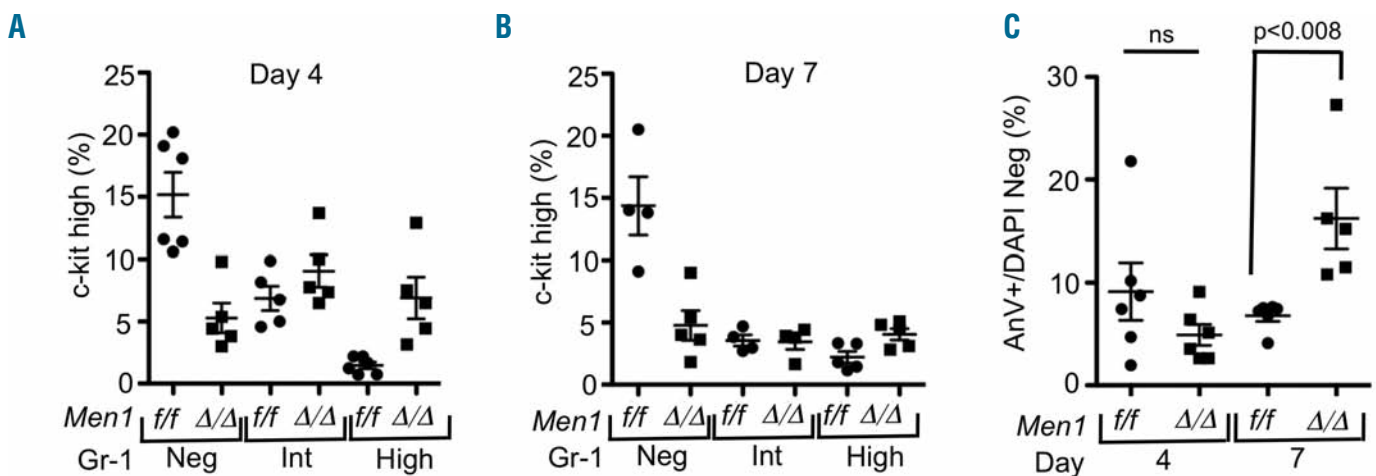 A
Day 4
c-kit high (%)
25
20
15
10
5
0
Men1 f/f Δ/Δ f/f Δ/Δ f/f Δ/Δ
Gr-1 Neg Int High
B
Day 7
c-kit high (%)
25
20
15
10
5
0
Men1 f/f Δ/Δ f/f Δ/Δ f/f Δ/Δ
Gr-1 Neg Int High
C
ns
p<0.008
AnV+/DAPI Neg (%)
30
20
10
0
Men1 f/f Δ/Δ f/f Δ/Δ
Day 4 7